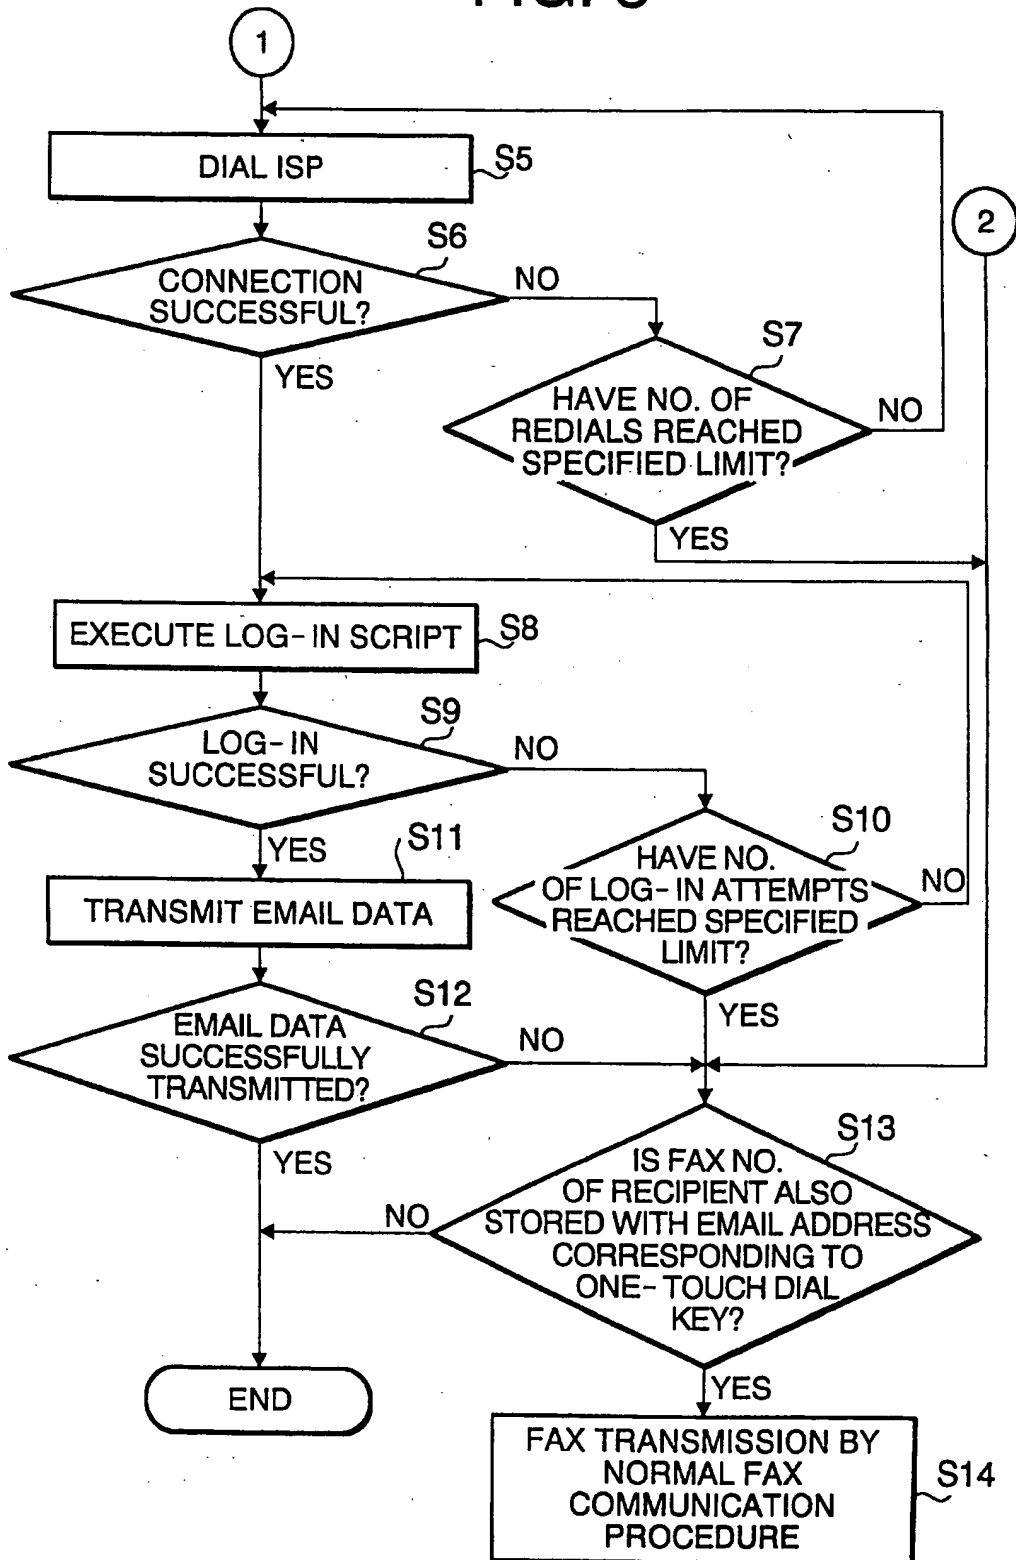 1
DIAL ISP
S5
2
S6
CONNECTION
SUCCESSFUL?
NO
YES
S7
HAVE NO. OF
REDIALS REACHED
SPECIFIED LIMIT?
NO
YES
EXECUTE LOG-IN SCRIPT
S8
S9
LOG-IN
SUCCESSFUL?
NO
YES
S10
HAVE NO.
OF LOG-IN ATTEMPTS
REACHED SPECIFIED
LIMIT?
NO
YES
S11
TRANSMIT EMAIL DATA
S12
EMAIL DATA
SUCCESSFULLY
TRANSMITTED?
NO
YES
S13
IS FAX NO.
OF RECIPIENT ALSO
STORED WITH EMAIL ADDRESS
CORRESPONDING TO
ONE-TOUCH DIAL
KEY?
NO
YES
END
FAX TRANSMISSION BY
NORMAL FAX
COMMUNICATION
PROCEDURE
S14